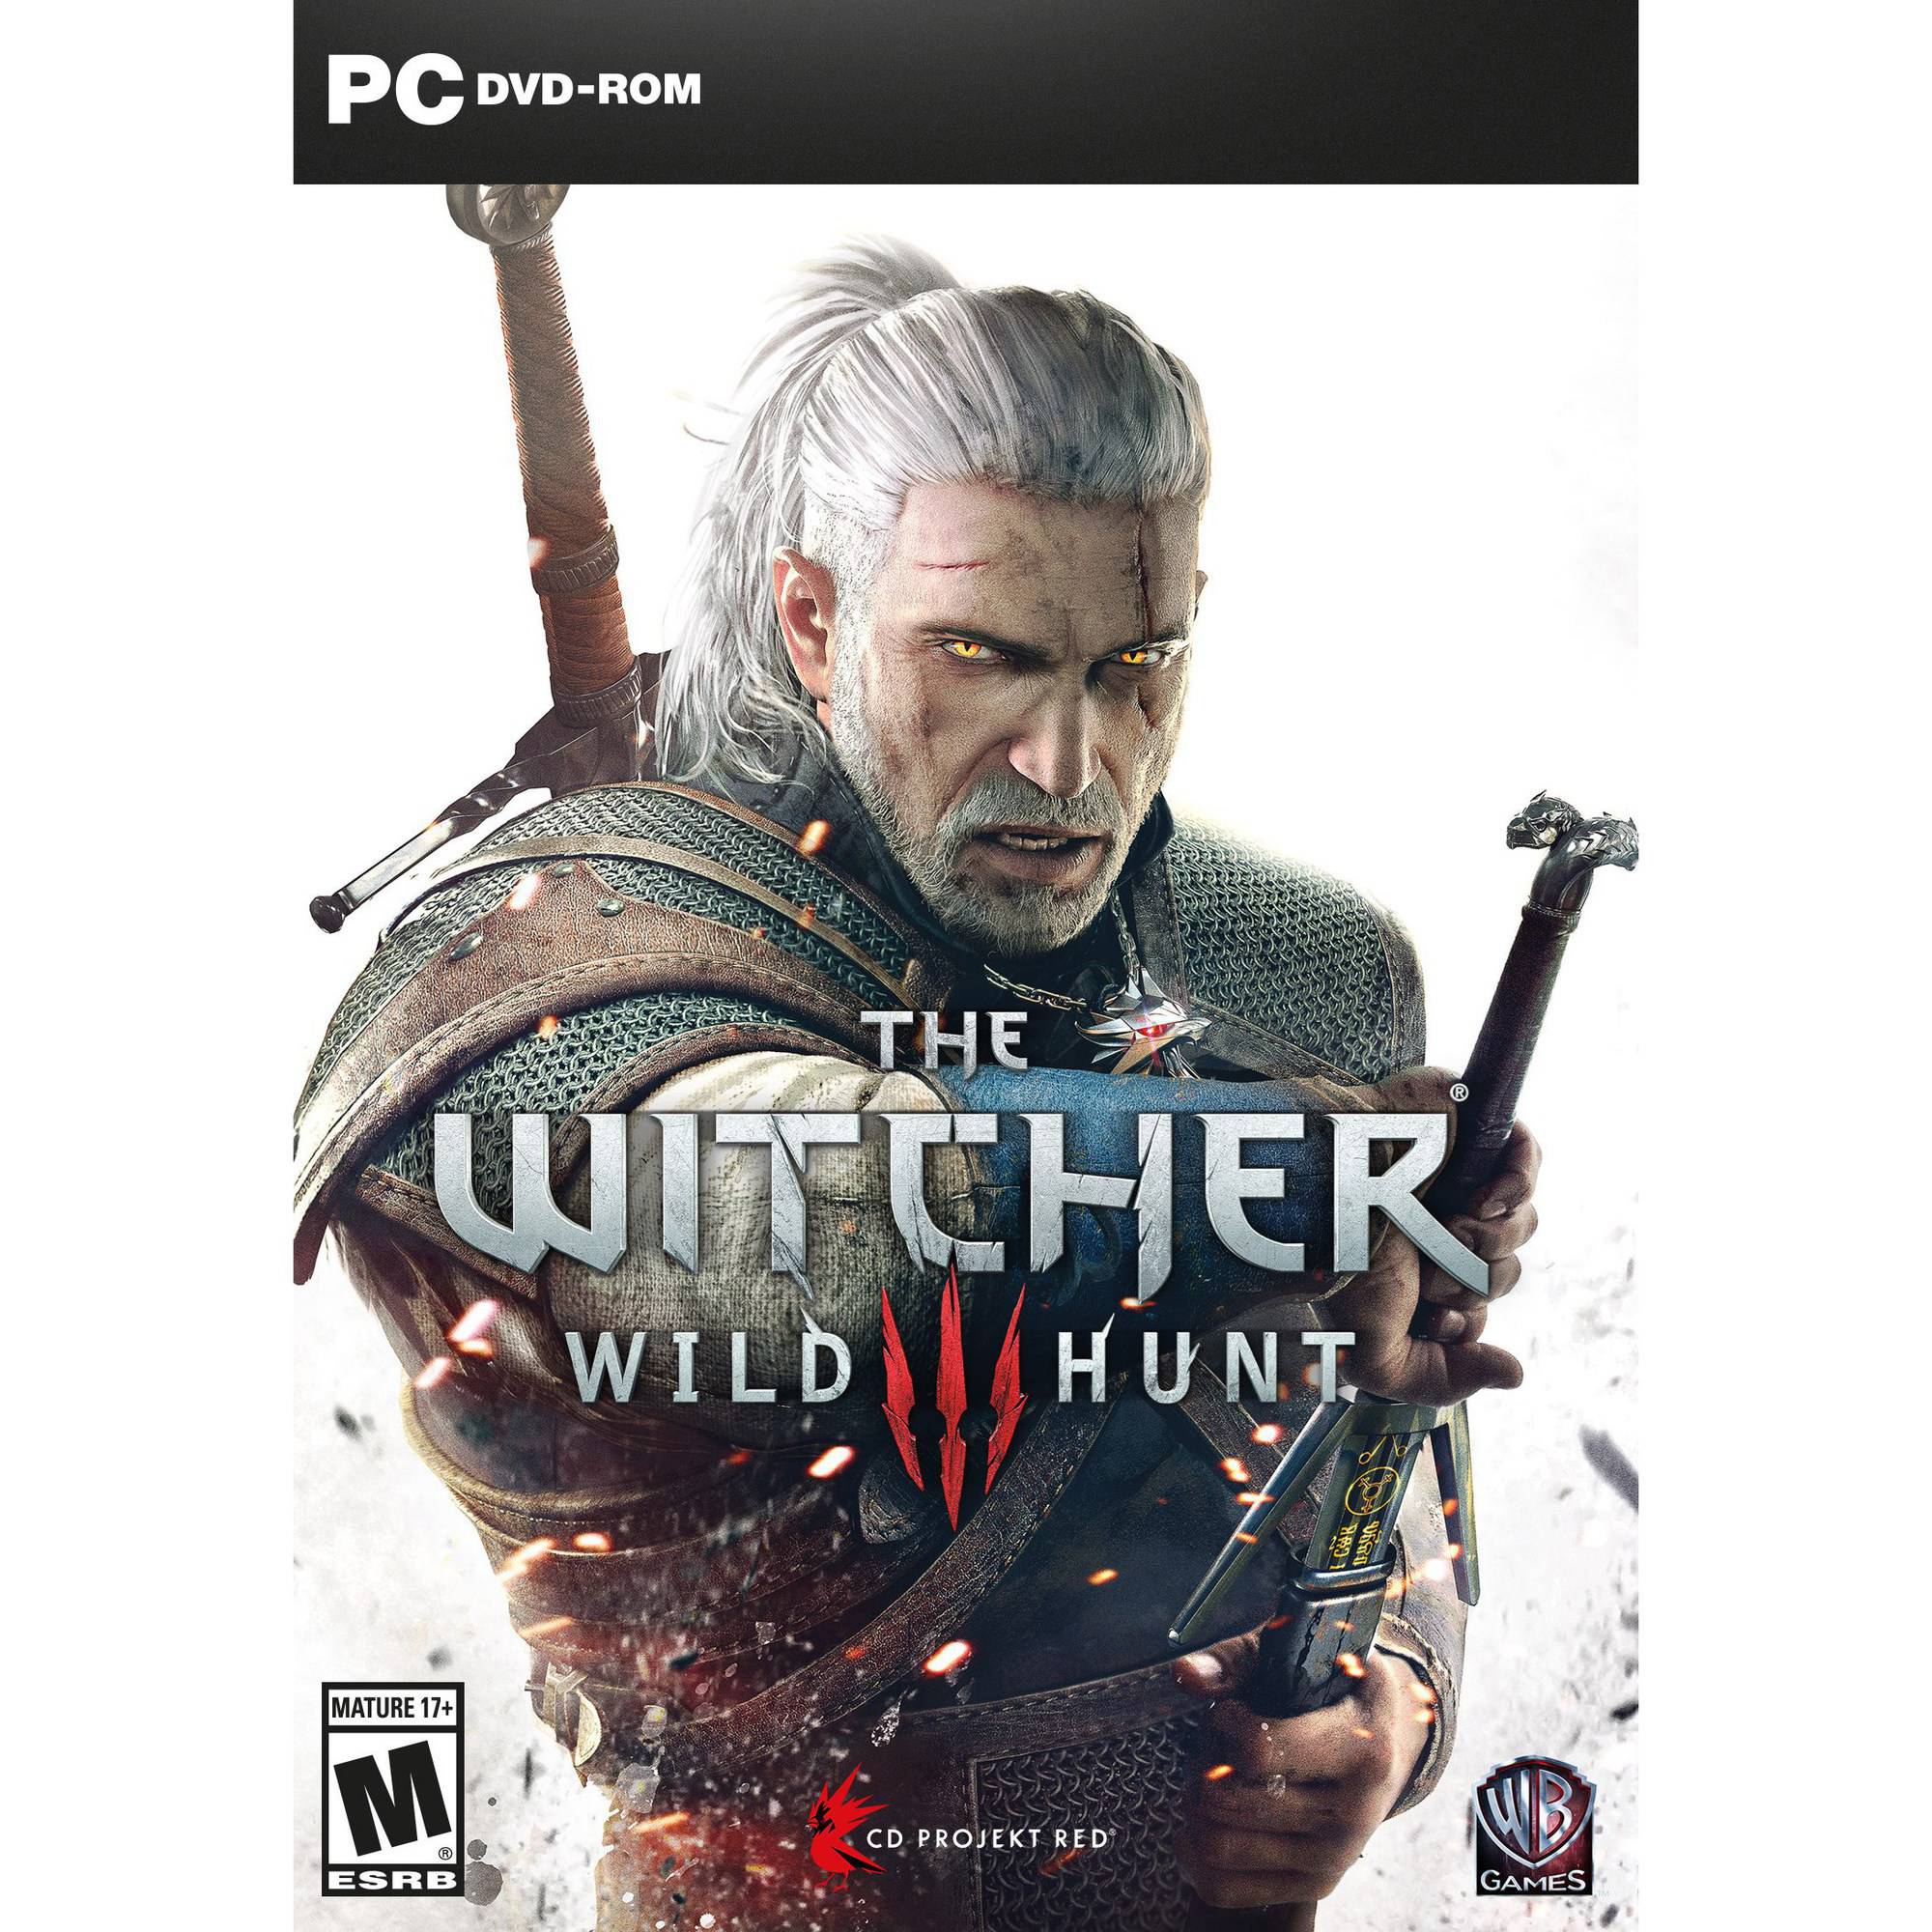 PC DVD-ROM
THE
WITCHER®
WILD HUNT
MATURE 17+
M®
ESRB
CD PROJEKT RED®
WB
GAMES